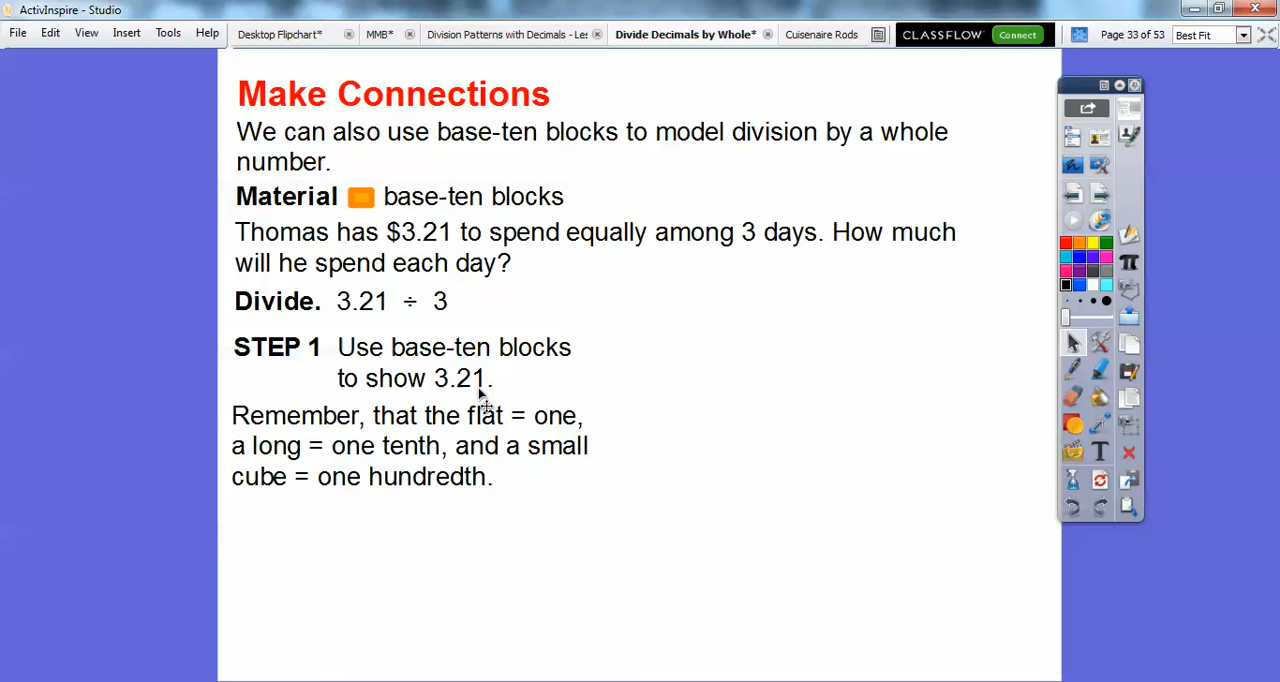 ActivInspire - Studio
File Edit View Insert Tools Help Desktop Flipchart* MMB* Division Patterns with Decimals - Les Divide Decimals by Whole* Cuisenaire Rods CLASSFLOW Connect Page 33 of 53 Best Fit
Make Connections
We can also use base-ten blocks to model division by a whole
number.
Material base-ten blocks
Thomas has $3.21 to spend equally among 3 days. How much
will he spend each day?
Divide. 3.21 ÷ 3
STEP 1 Use base-ten blocks
to show 3.21.
Remember, that the flat = one,
a long = one tenth, and a small
cube = one hundredth.